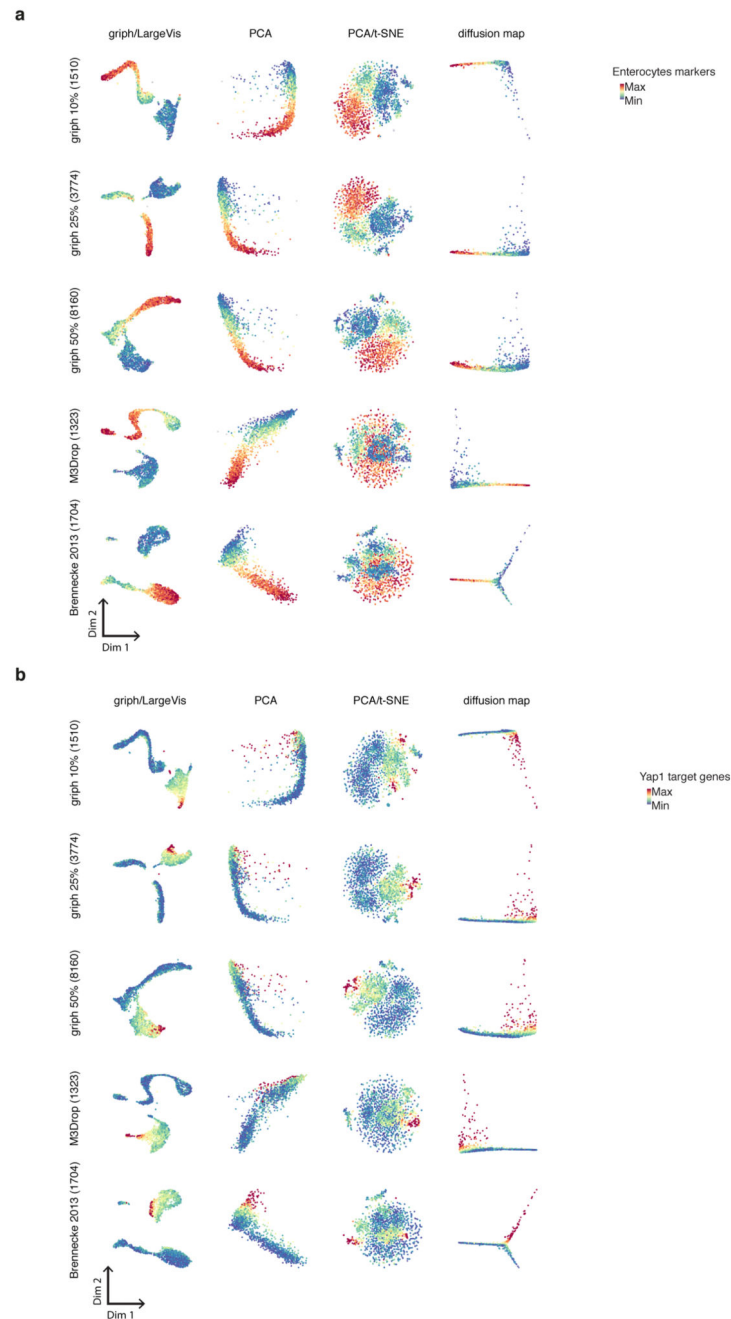 a
griph/LargeVis PCA PCA/t-SNE diffusion map
Enterocytes markers
Max
Min
griph 10% (1510)
griph 25% (3774)
griph 50% (8160)
M3Drop (1323)
Brennecke 2013 (1704)
Dim 2
Dim 1
b
griph/LargeVis PCA PCA/t-SNE diffusion map
Yap1 target genes
Max
Min
griph 10% (1510)
griph 25% (3774)
griph 50% (8160)
M3Drop (1323)
Brennecke 2013 (1704)
Dim 2
Dim 1